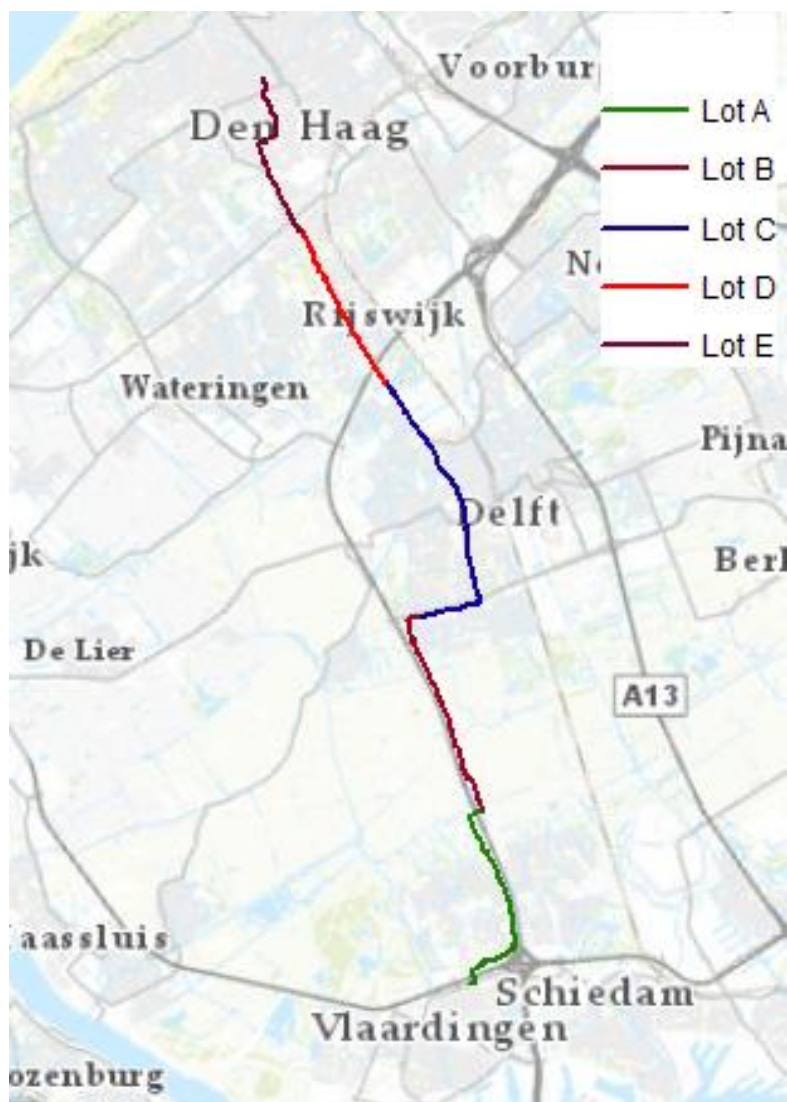 Voorbur
Den Haag
Lot A
Lot B
Lot C
N
Lot D
Rijswijk
Lot E
Wateringen
Pijna
Delft
jk
Berl
De Lier
A13
aassluis
Schiedam
Vlaardingen
ozenburg